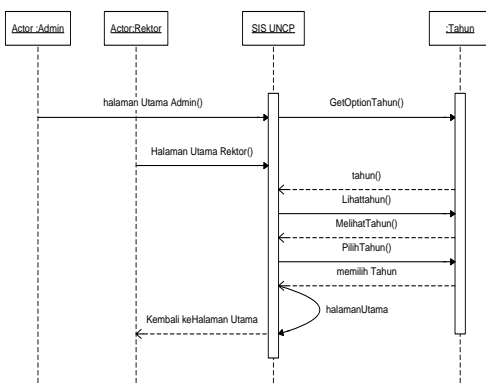 Actor :Admin
Actor:Rektor
SIS UNCP
:Tahun
halaman Utama Admin()
GetOptionTahun()
Halaman Utama Rektor()
tahun()
Lihattahun()
MelihatTahun()
PilihTahun()
memilih Tahun
halamanUtama
Kembali keHalaman Utama